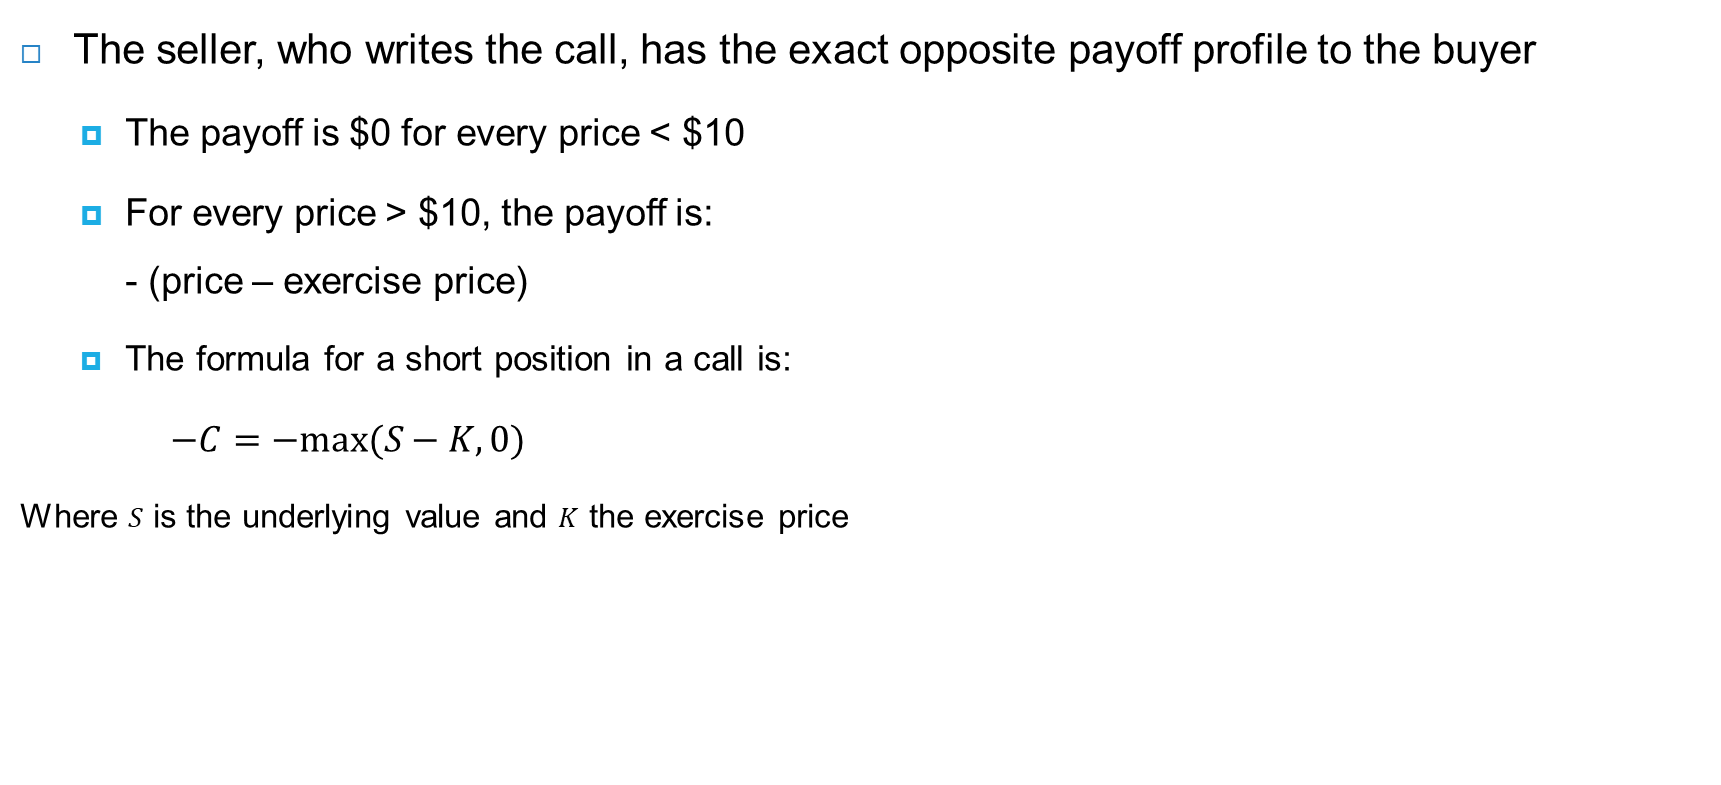 The seller, who writes the call, has the exact opposite payoff profile to the buyer
The payoff is $0 for every price < $10
For every price > $10, the payoff is:
- (price – exercise price)
The formula for a short position in a call is:
−C = −max(S − K, 0)
Where S is the underlying value and K the exercise price